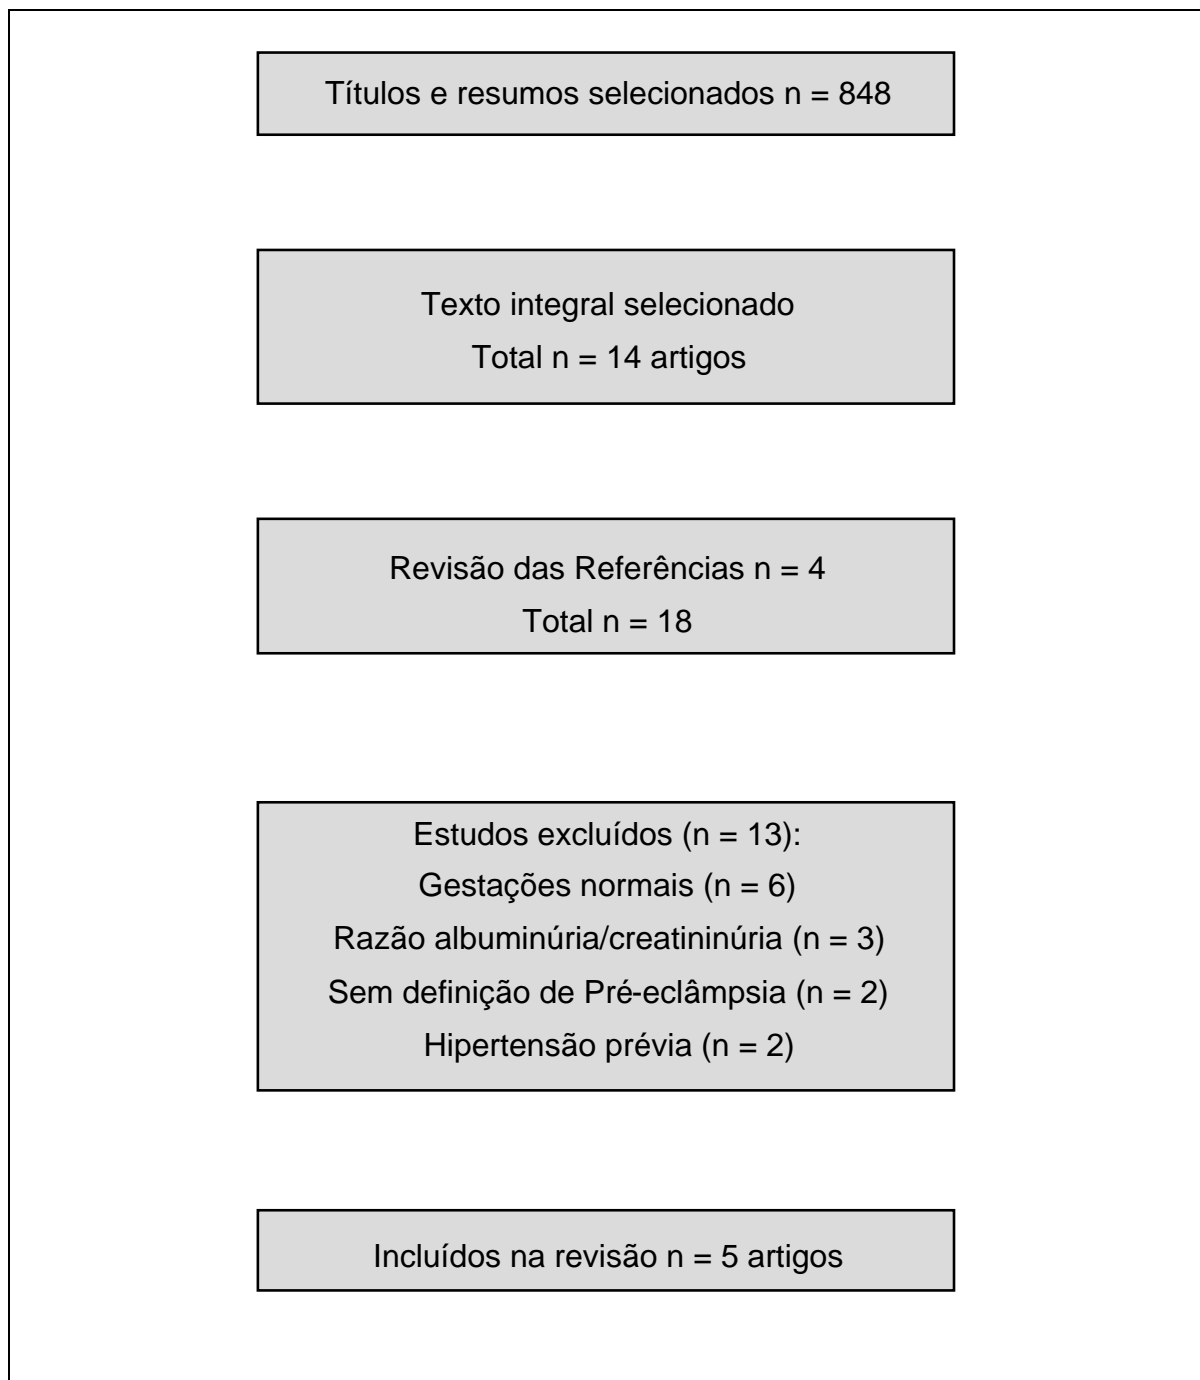 Títulos e resumos selecionados n = 848
Texto integral selecionado
Total n = 14 artigos
Revisão das Referências n = 4
Total n = 18
Estudos excluídos (n = 13):
Gestações normais (n = 6)
Razão albuminúria/creatininúria (n = 3)
Sem definição de Pré-eclâmpsia (n = 2)
Hipertensão prévia (n = 2)
Incluídos na revisão n = 5 artigos